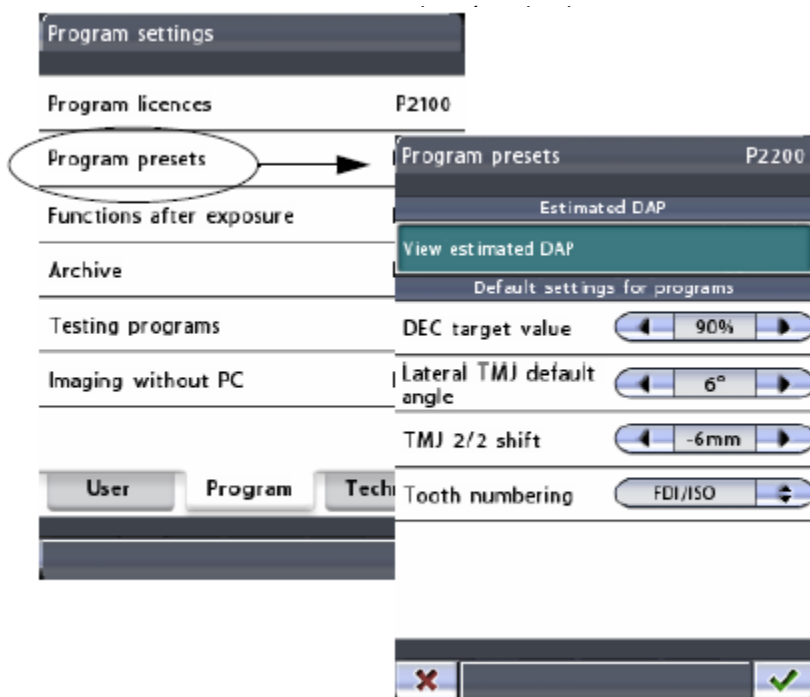 Program settings
Program licences P2100
Program presets
Functions after exposure
Archive
Testing programs
Imaging without PC
User Program
Program presets P2200
Estimated DAP
View estimated DAP
Default settings for programs
DEC target value 90%
Lateral TMJ default
angle 6°
TMJ 2/2 shift -6mm
Tooth numbering FDI/ISO